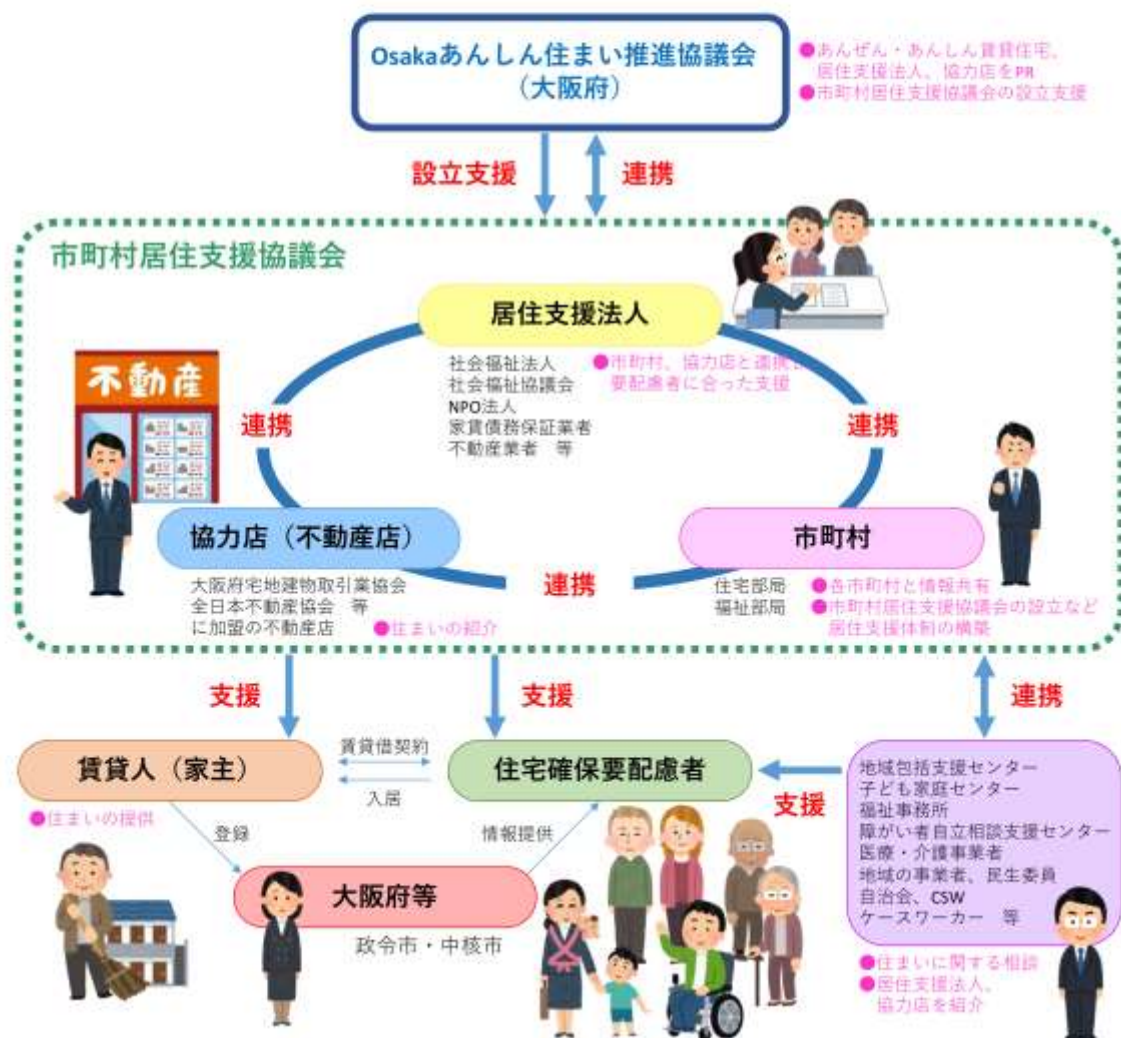 Osakaあんしん住まい推進協議会
（大阪府）
●あんぜん・あんしん賃貸住宅、
居住支援法人、協力店をPR
●市町村居住支援協議会の設立支援
設立支援
連携
市町村居住支援協議会
居住支援法人
社会福祉法人
社会福祉協議会
NPO法人
家賃債務保証業者
不動産業者　等
●市町村、協力店と連携
要配慮者に合った支援
不動産
連携
連携
協力店（不動産店）
大阪府宅地建物取引業協会
全日本不動産協会　等
に加盟の不動産店
●住まいの紹介
連携
市町村
住宅部局
福祉部局
●各市町村と情報共有
●市町村居住支援協議会の設立など
居住支援体制の構築
支援
支援
連携
賃貸人（家主）
●住まいの提供
賃貸借契約
入居
住宅確保要配慮者
支援
登録
情報提供
大阪府等
政令市・中核市
地域包括支援センター
子ども家庭センター
福祉事務所
障がい者自立相談支援センター
医療・介護事業者
地域の事業者、民生委員
自治会、CSW
ケースワーカー　等
●住まいに関する相談
●居住支援法人、
協力店を紹介